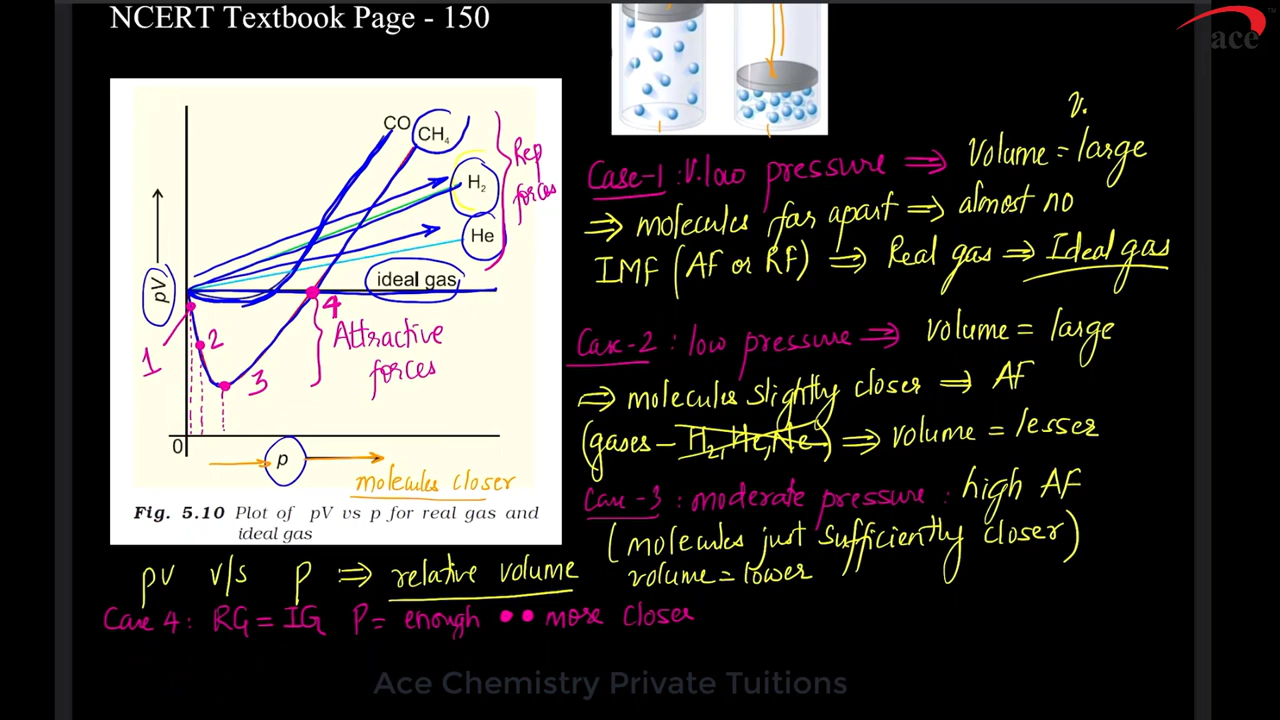 NCERT Textbook Page - 150
ace
CO
CH₄
H₂
He
ideal gas
pV
0
p
Rep
forces
1
2
3
4
Attractive
forces
molecules closer
Fig. 5.10 Plot of pV vs p for real gas and
ideal gas
v.
Case-1 : v.low pressure ⇒ Volume = large
⇒ molecules far apart ⇒ almost no
IMF (AF or RF) ⇒ Real gas ⇒ Ideal gas
Case-2 : low pressure ⇒ volume = large
⇒ molecules slightly closer ⇒ AF
(gases - H₂, He, Ne) ⇒ volume = lesser
Case -3 : moderate pressure : high AF
(molecules just sufficiently closer)
volume = lower
pv v/s p ⇒ relative volume
Case 4: RG = IG P = enough •• more closer
Ace Chemistry Private Tuitions